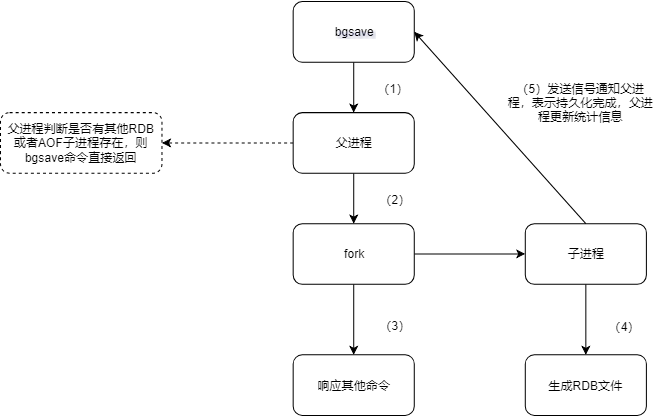 bgsave
(1)
(5)发送信号通知父进
程，表示持久化完成，父进
程更新统计信息
父进程判断是否有其他RDB
或者AOF子进程存在，则
bgsave命令直接返回
父进程
(2)
fork
子进程
(3)
(4)
响应其他命令
生成RDB文件